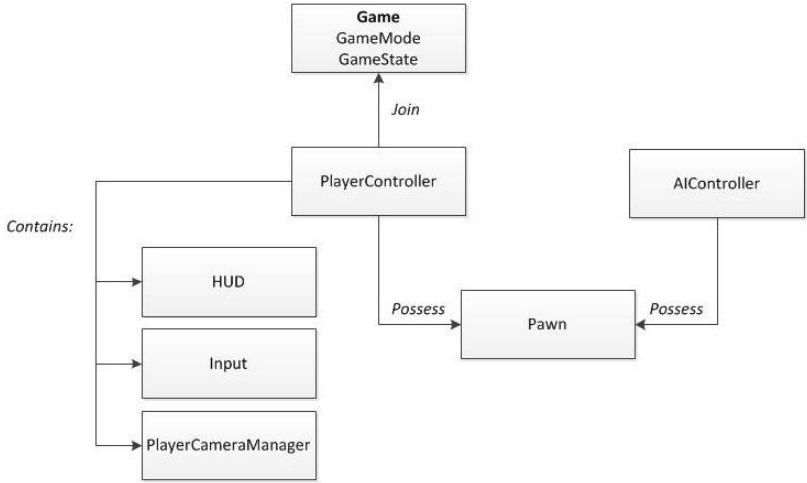 Game
GameMode
GameState
Join
PlayerController
AIController
Contains:
HUD
Possess
Pawn
Possess
Input
PlayerCameraManager